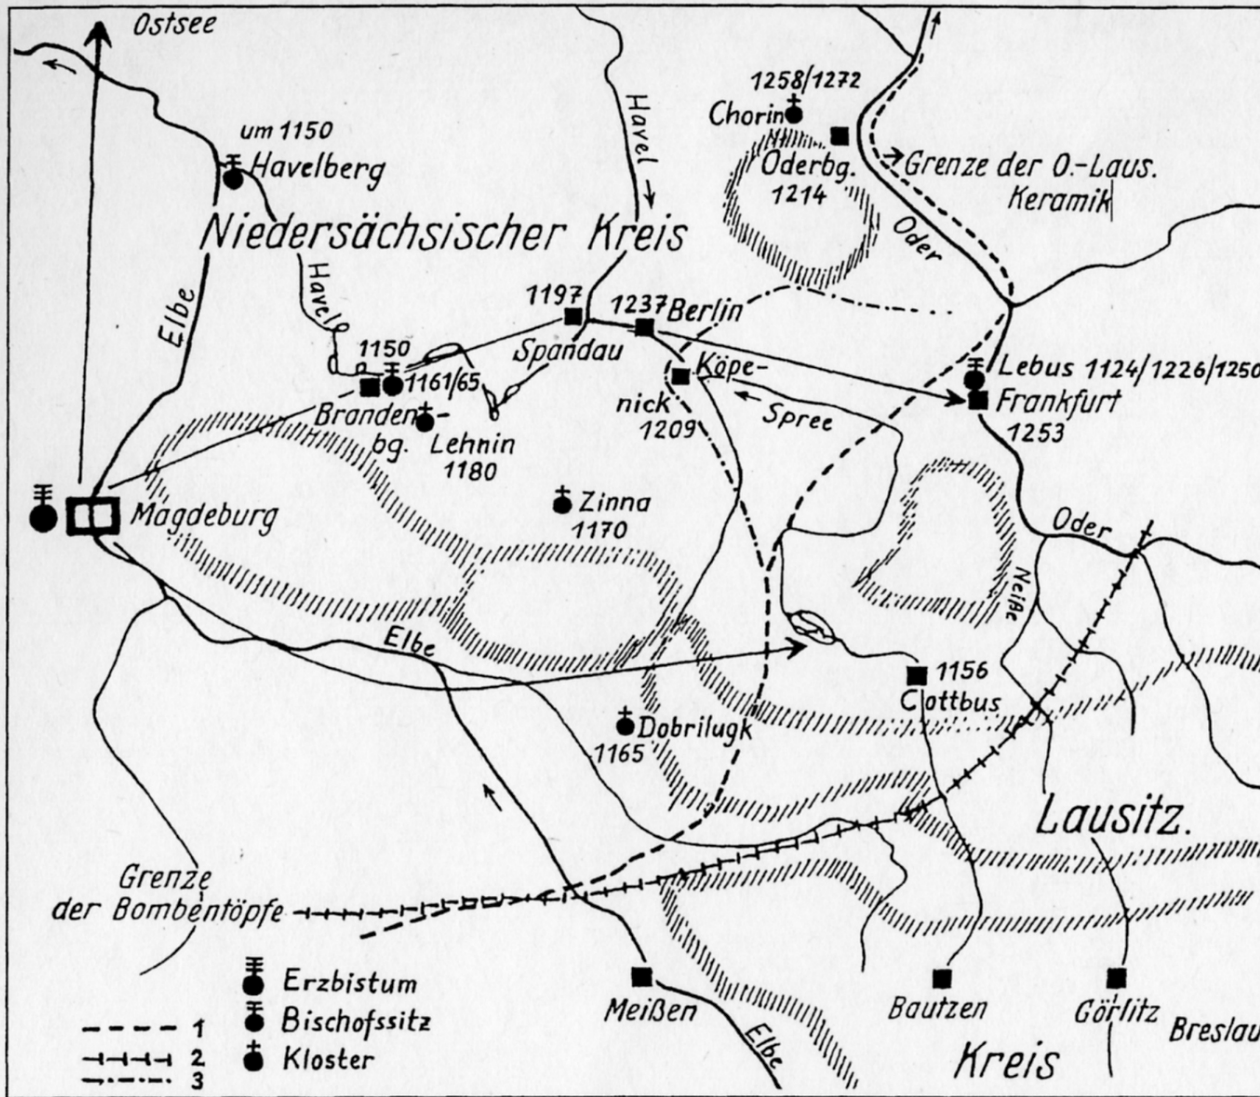 Ostsee
um 1150
Havelberg
Havel
1258/1272
Chorin
Oderbg.
1214
Grenze der O.-Laus.
Keramik
Oder
Niedersächsischer Kreis
Elbe
Havel
1197
1237 Berlin
Spandau
1150
1161/65
Branden
bg.
Lehnin
1180
Köpe-
nick
1209
Spree
Lebus 1124/1226/1250
Frankfurt
1253
Magdeburg
Zinna
1170
Oder
Neiße
Elbe
1156
Cottbus
Dobrilugk
1165
Lausitz.
Grenze
der Bombentöpfe
Erzbistum
Bischofssitz
Kloster
1
2
3
Meißen
Elbe
Bautzen
Görlitz
Breslau
Kreis